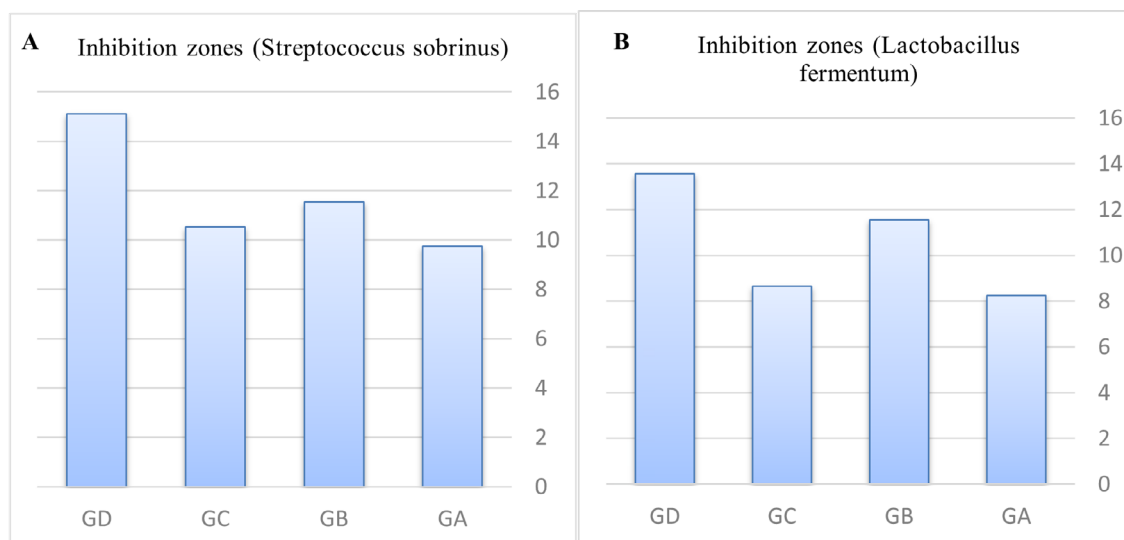 A
Inhibition zones (Streptococcus sobrinus)
16
14
12
10
8
6
4
2
0
GD GC GB GA
B
Inhibition zones (Lactobacillus
fermentum)
16
14
12
10
8
6
4
2
0
GD GC GB GA